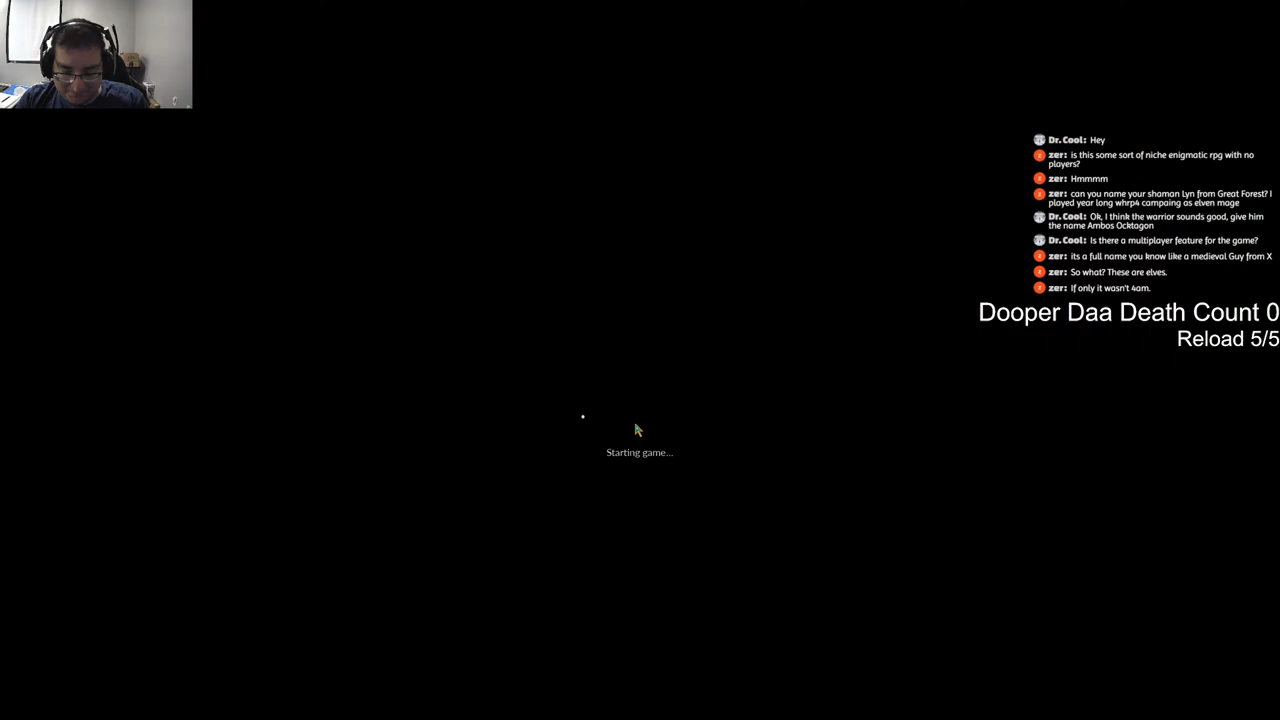 Dr.Cool: Hey
zer: is this some sort of niche enigmatic rpg with no
players?
zer: Hmmmm
zer: can you name your shaman Lyn from Great Forest? I
played year long whrp4 campaing as elven mage
Dr.Cool: Ok, I think the warrior sounds good, give him
the name Ambos Ocktagon
Dr.Cool: Is there a multiplayer feature for the game?
zer: its a full name you know like a medieval Guy from X
zer: So what? These are elves.
zer: If only it wasn't 4am.
Dooper Daa Death Count 0
Reload 5/5
Starting game...